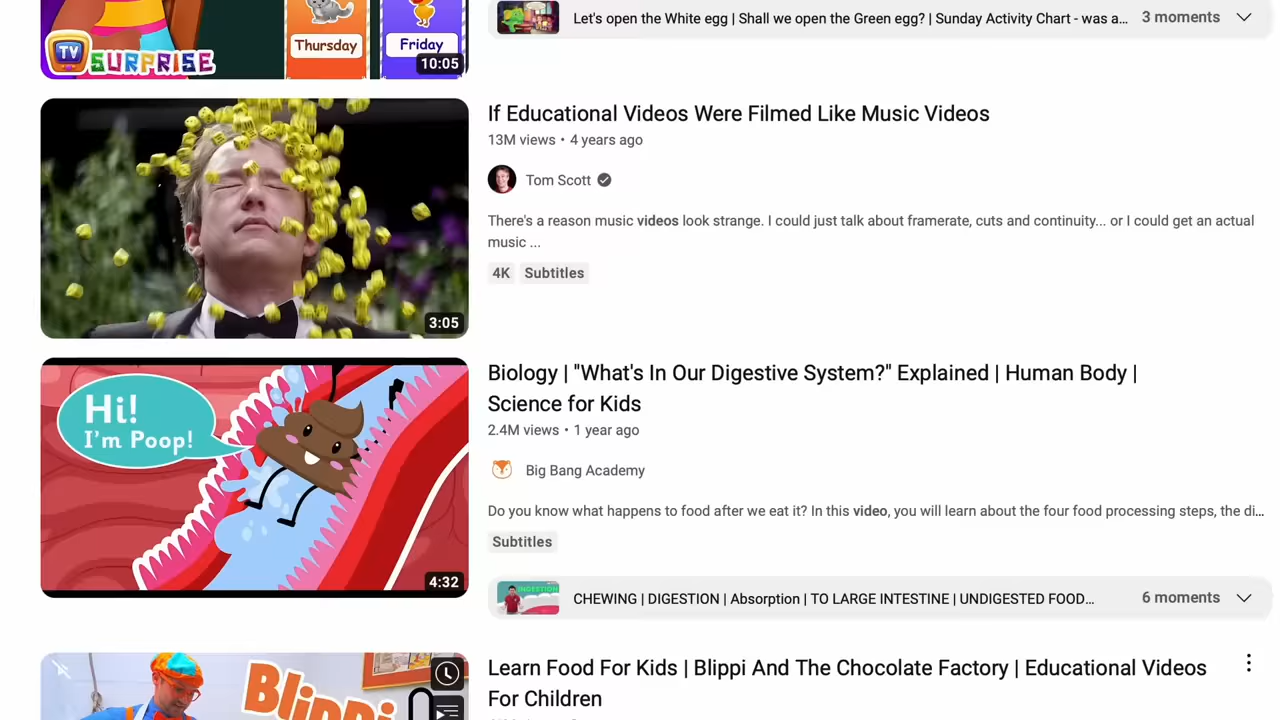 TV
SURPRISE
Thursday
Friday
10:05
Let's open the White egg | Shall we open the Green egg? | Sunday Activity Chart - was a...
3 moments
3:05
If Educational Videos Were Filmed Like Music Videos
13M views • 4 years ago
Tom Scott
There's a reason music videos look strange. I could just talk about framerate, cuts and continuity... or I could get an actual
music ...
4K Subtitles
Hi!
I'm Poop!
4:32
Biology | "What's In Our Digestive System?" Explained | Human Body |
Science for Kids
2.4M views • 1 year ago
Big Bang Academy
Do you know what happens to food after we eat it? In this video, you will learn about the four food processing steps, the di...
Subtitles
CHEWING | DIGESTION | Absorption | TO LARGE INTESTINE | UNDIGESTED FOOD...
6 moments
Blippi
Learn Food For Kids | Blippi And The Chocolate Factory | Educational Videos
For Children